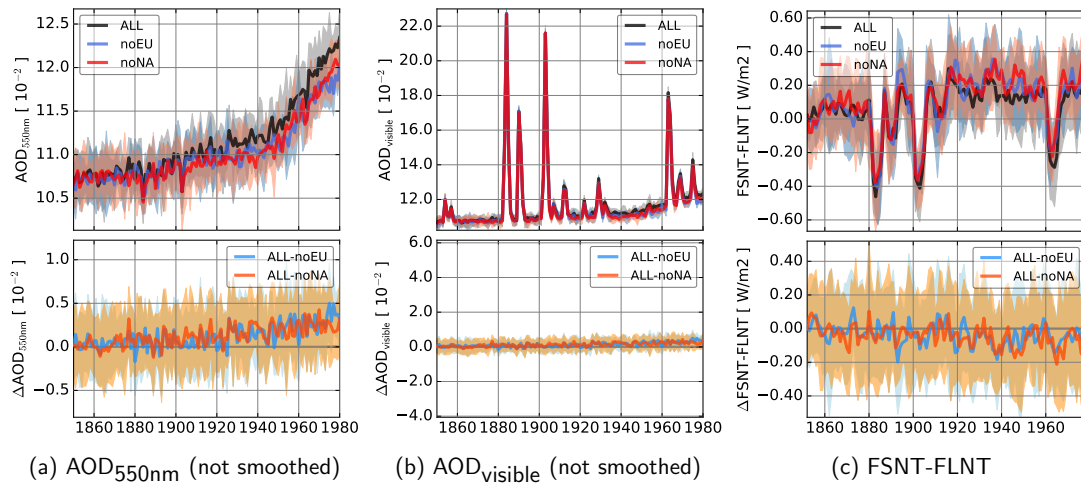 12.5
12.0
11.5
11.0
10.5
AOD550nm [ 10−2 ]
ALL
noEU
noNA
1.0
0.5
0.0
−0.5
ΔAOD550nm [ 10−2 ]
ALL-noEU
ALL-noNA
1860 1880 1900 1920 1940 1960 1980
(a) AOD550nm (not smoothed)
22.0
20.0
18.0
16.0
14.0
12.0
AODvisible [ 10−2 ]
ALL
noEU
noNA
6.0
4.0
2.0
0.0
−2.0
−4.0
ΔAODvisible [ 10−2 ]
ALL-noEU
ALL-noNA
1860 1880 1900 1920 1940 1960 1980
(b) AODvisible (not smoothed)
0.60
0.40
0.20
0.00
−0.20
−0.40
−0.60
FSNT-FLNT [ W/m2 ]
ALL
noEU
noNA
0.40
0.20
0.00
−0.20
−0.40
ΔFSNT-FLNT [ W/m2 ]
ALL-noEU
ALL-noNA
1860 1880 1900 1920 1940 1960
(c) FSNT-FLNT